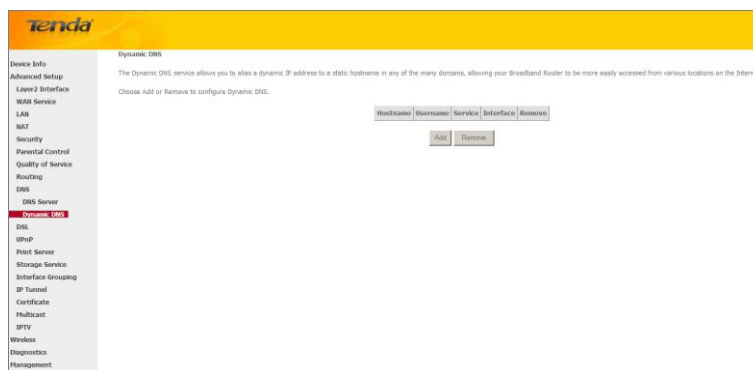 Tenda
Device Info
Advanced Setup
Layer2 Interface
WAN Service
LAN
NAT
Security
Parental Control
Quality of Service
Routing
DNS
DNS Server
Dynamic DNS
DSL
UPnP
Print Server
Storage Service
Interface Grouping
IP Tunnel
Certificate
Multicast
IPTV
Wireless
Diagnostics
Management
Dynamic DNS
The Dynamic DNS service allows you to alias a dynamic IP address to a static hostname in any of the many domains, allowing your Broadband Router to be more easily accessed from various locations on the Intern
Choose Add or Remove to configure Dynamic DNS.
Hostname Username Service Interface Remove
Add Remove